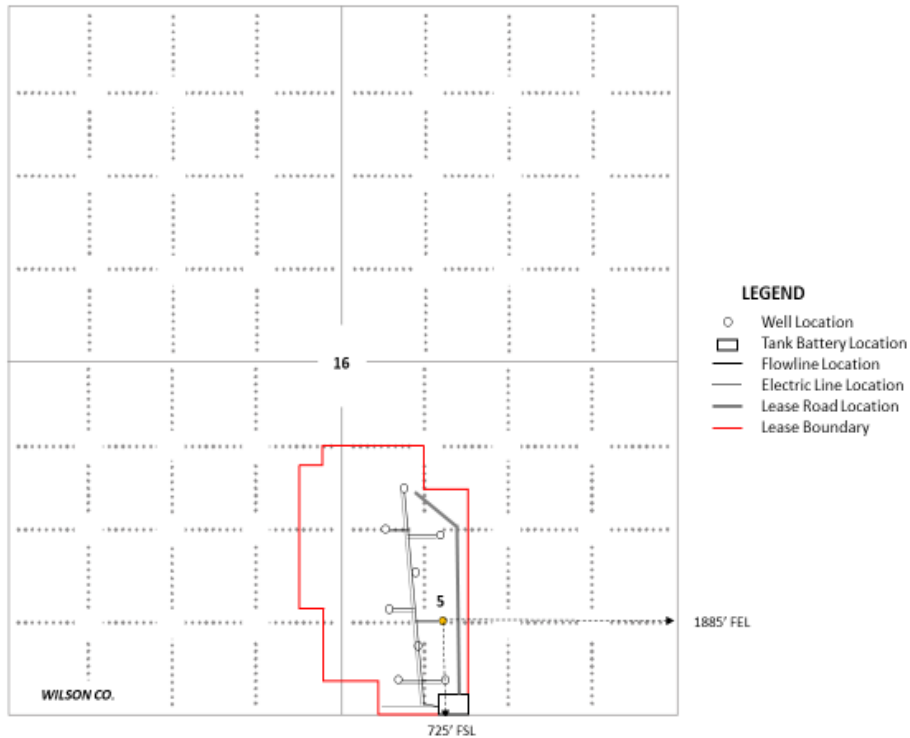 16
LEGEND
Well Location
Tank Battery Location
Flowline Location
Electric Line Location
Lease Road Location
Lease Boundary
5
1885' FEL
WILSON CO.
725' FSL